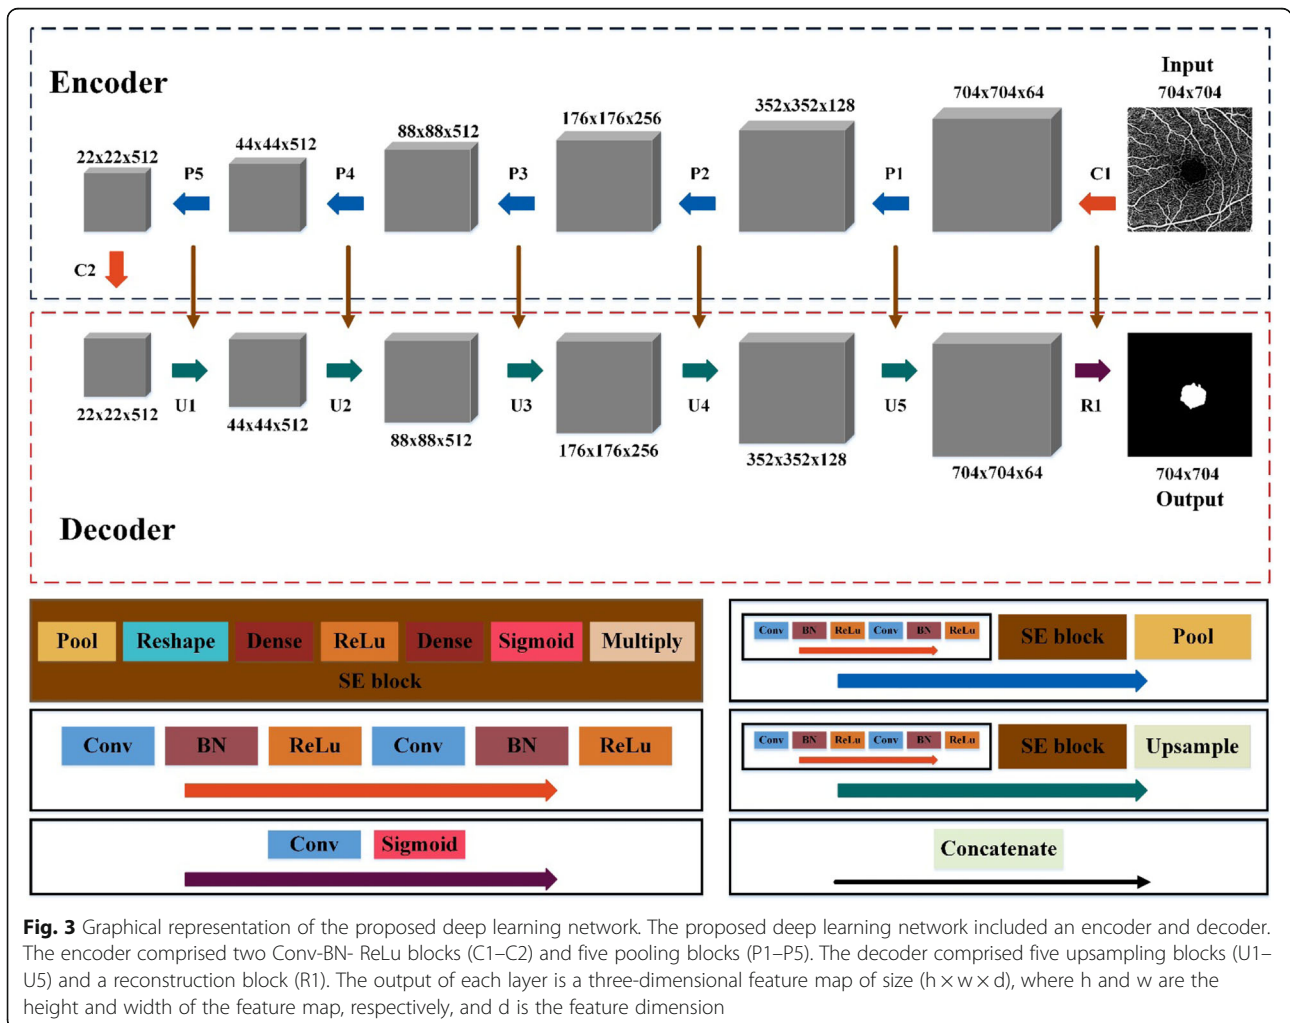 Encoder
Input
704x704
704x704x64
352x352x128
176x176x256
88x88x512
44x44x512
22x22x512
P5
P4
P3
P2
P1
C1
C2
U1
U2
U3
U4
U5
R1
22x22x512
44x44x512
88x88x512
176x176x256
352x352x128
704x704x64
704x704
Output
Decoder
Pool Reshape Dense ReLu Dense Sigmoid Multiply
SE block
Conv BN ReLu Conv BN ReLu
Conv Sigmoid
Conv BN ReLu Conv BN ReLu SE block Pool
Conv BN ReLu Conv BN ReLu SE block Upsample
Concatenate
Fig. 3 Graphical representation of the proposed deep learning network. The proposed deep learning network included an encoder and decoder.
The encoder comprised two Conv-BN- ReLu blocks (C1–C2) and five pooling blocks (P1–P5). The decoder comprised five upsampling blocks (U1–
U5) and a reconstruction block (R1). The output of each layer is a three-dimensional feature map of size (h × w × d), where h and w are the
height and width of the feature map, respectively, and d is the feature dimension